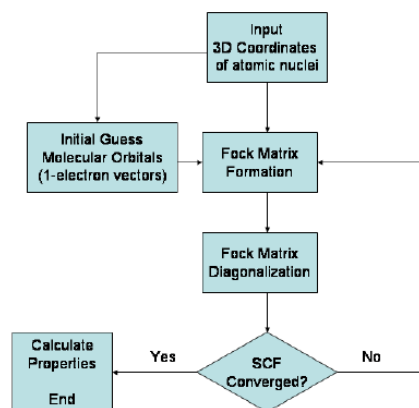 Input
3D Coordinates
of atomic nuclei
Initial Guess
Molecular Orbitals
(1-electron vectors)
Fock Matrix
Formation
Fock Matrix
Diagonalization
SCF
Converged?
Yes
No
Calculate
Properties
End